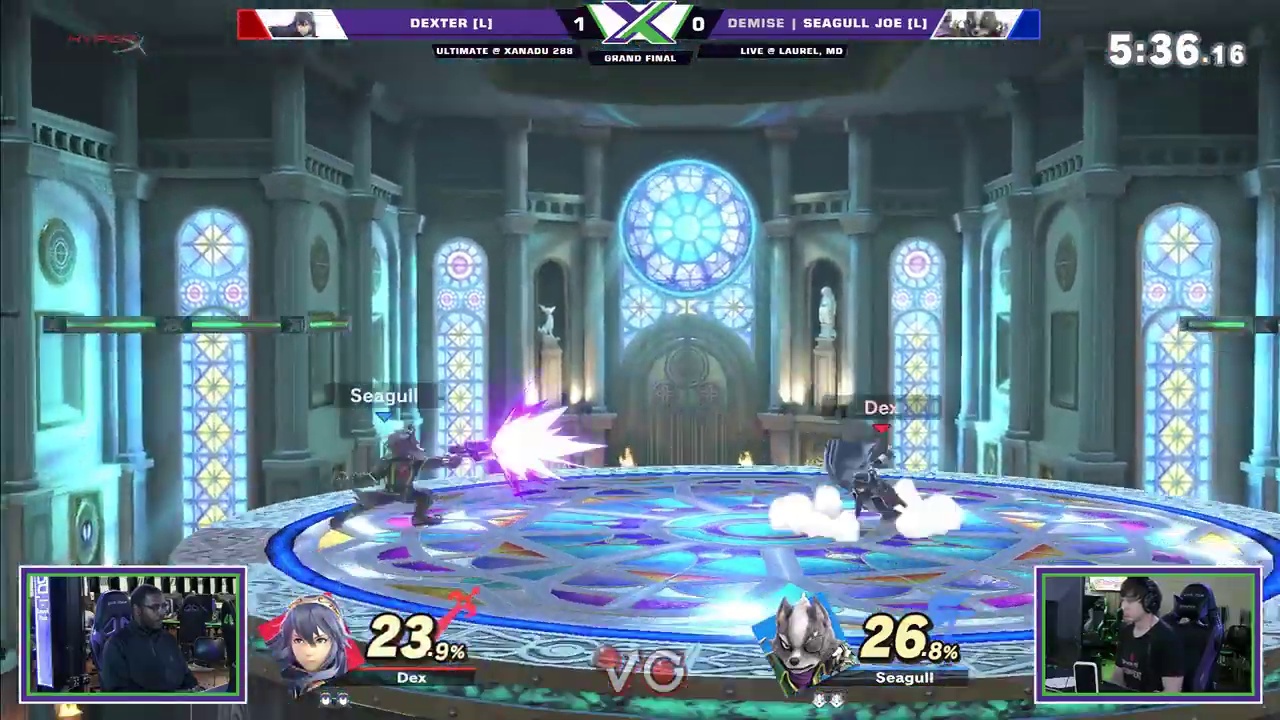 DEXTER [L] 1 0 DEMISE | SEAGULL JOE [L]
ULTIMATE @ XANADU 288 GRAND FINAL LIVE @ LAUREL, MD
HYPERX
5:36.16
Seagull
Dex
23.9%
Dex
26.8%
Seagull